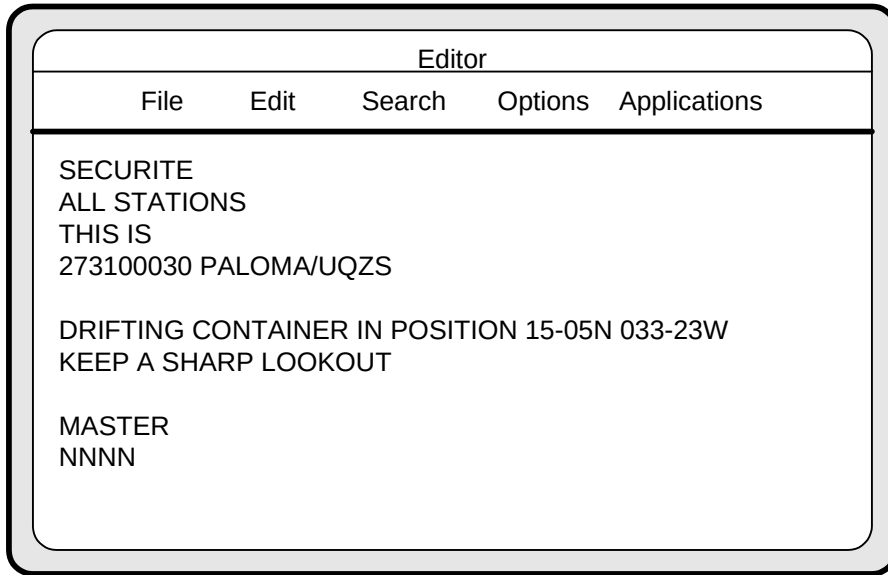 Editor
File Edit Search Options Applications
SECURITE
ALL STATIONS
THIS IS
273100030 PALOMA/UQZS
DRIFTING CONTAINER IN POSITION 15-05N 033-23W
KEEP A SHARP LOOKOUT
MASTER
NNNN